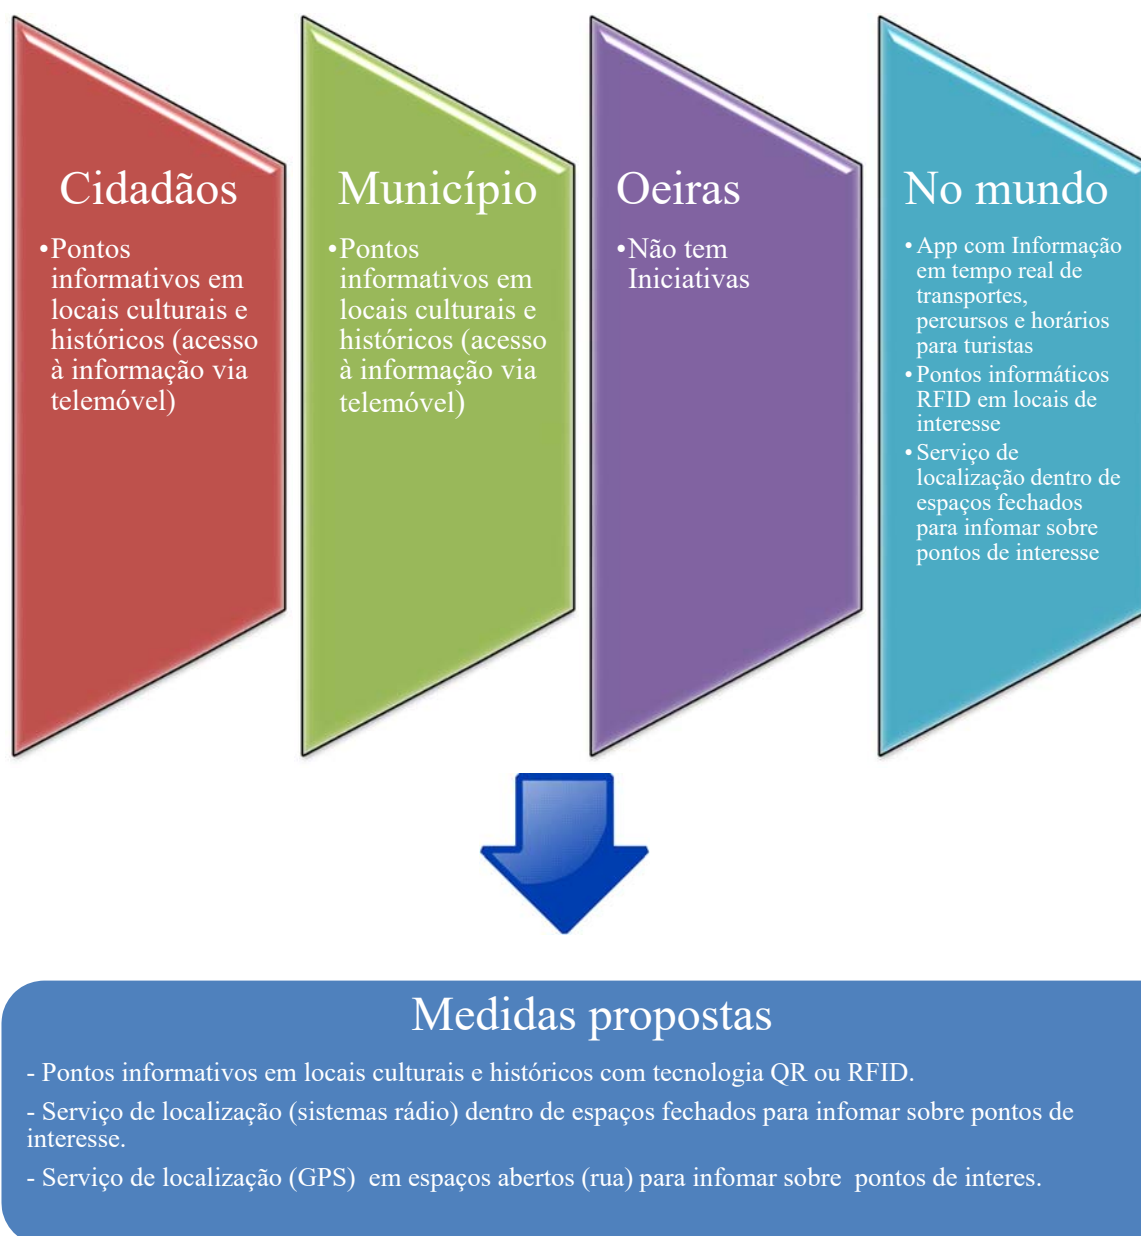 Cidadãos
•Pontos
informativos em
locais culturais e
históricos (acesso
à informação via
telemóvel)
Município
•Pontos
informativos em
locais culturais e
históricos (acesso
à informação via
telemóvel)
Oeiras
•Não tem
Iniciativas
No mundo
•App com Informação
em tempo real de
transportes,
percursos e horários
para turistas
•Pontos informáticos
RFID em locais de
interesse
•Serviço de
localização dentro de
espaços fechados
para infomar sobre
pontos de interesse
Medidas propostas
- Pontos informativos em locais culturais e históricos com tecnologia QR ou RFID.
- Serviço de localização (sistemas rádio) dentro de espaços fechados para infomar sobre pontos de
interesse.
- Serviço de localização (GPS)  em espaços abertos (rua) para infomar sobre  pontos de interes.